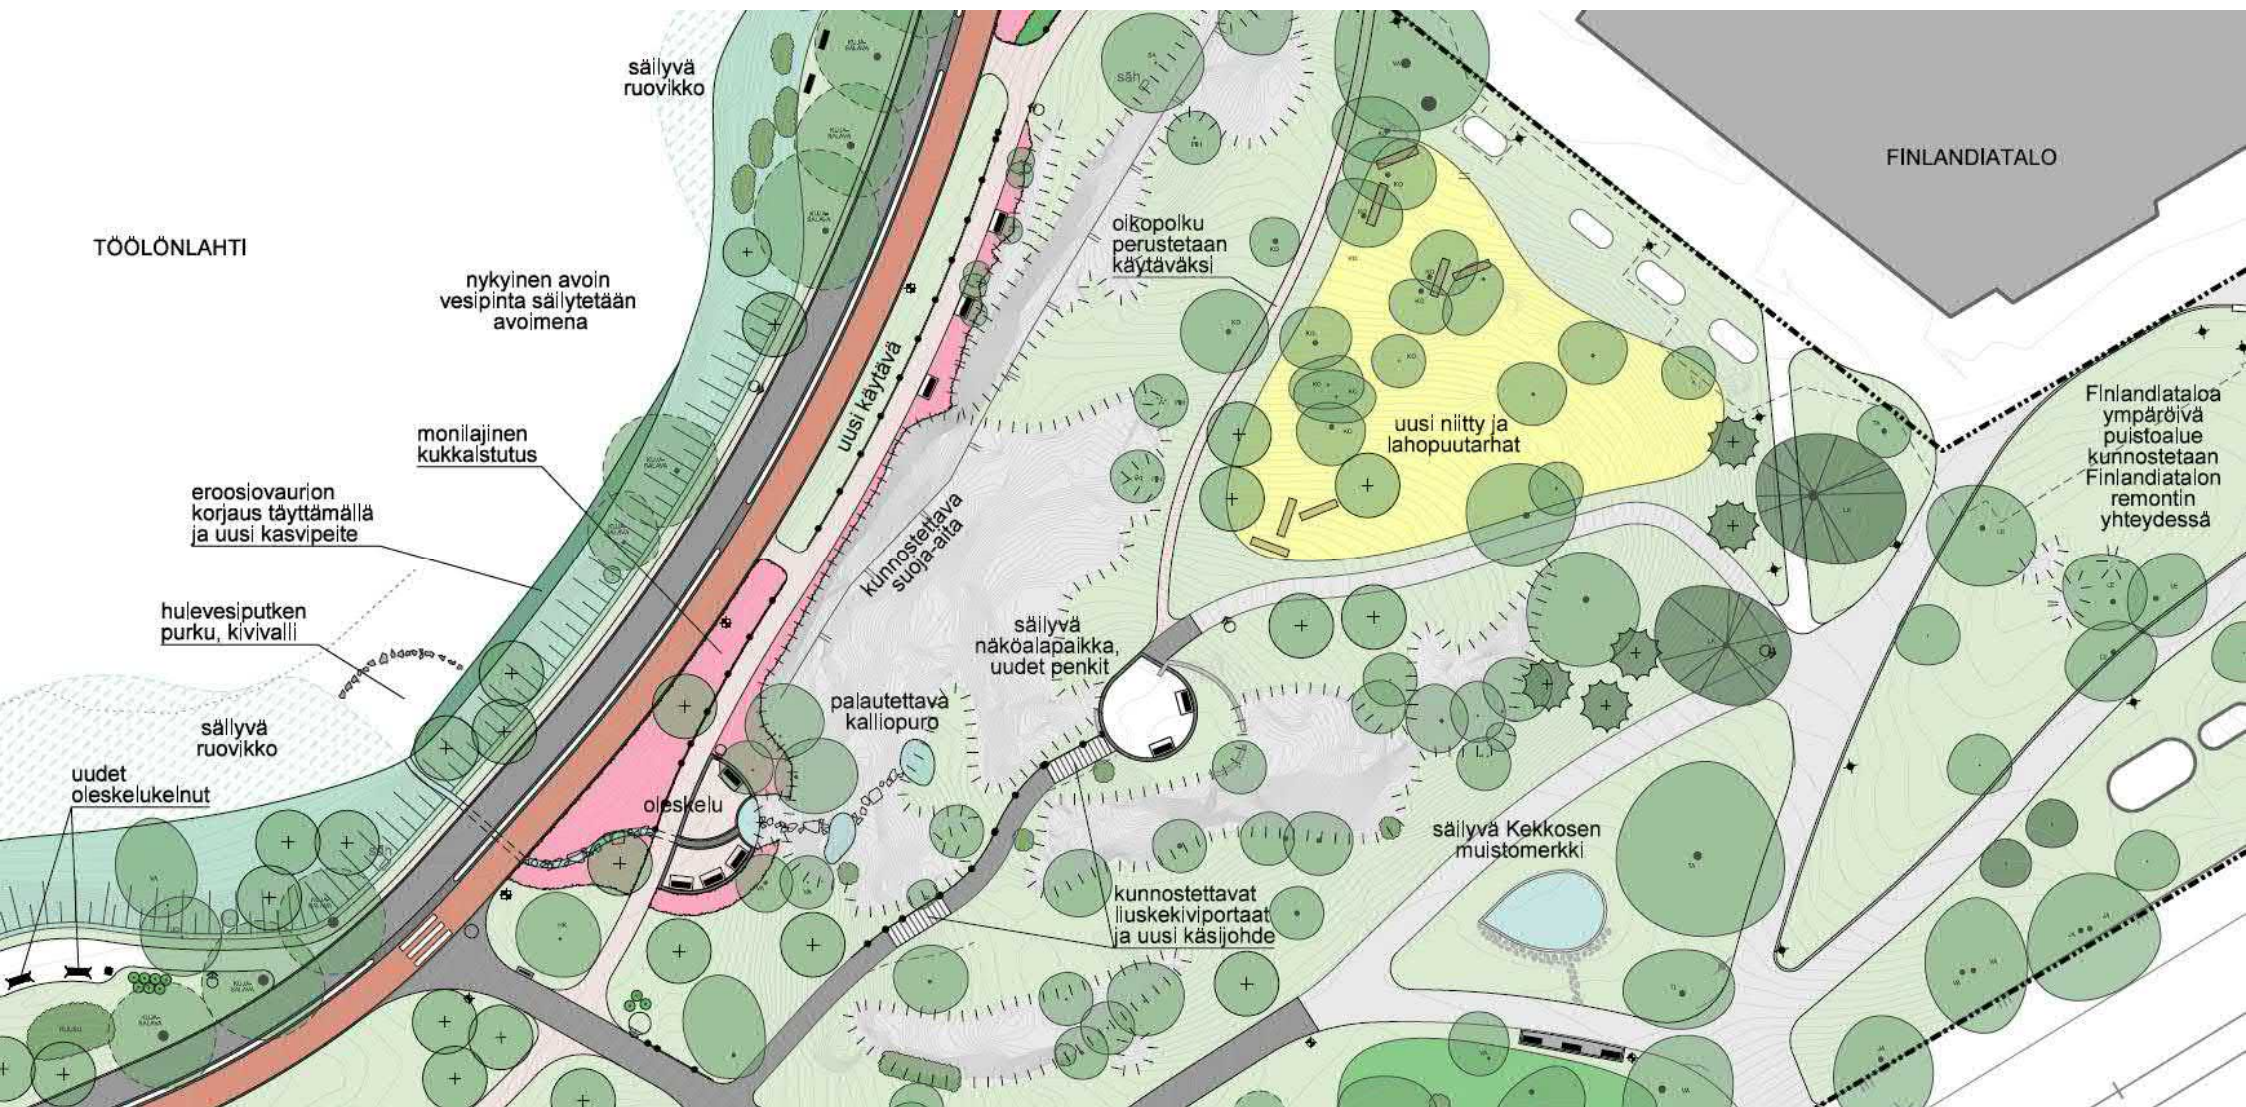 säilyvä
ruovikko
FINLANDIATALO
TÖÖLÖNLAHTI
oikopolku
perustetaan
käytäväksi
nykyinen avoin
vesipinta säilytetään
avoimena
uusi käytävä
Finlandiataloa
ympäröivä
puistoalue
kunnostetaan
Finlandiatalon
remontin
yhteydessä
uusi niitty ja
lahopuutarhat
monilajinen
kukkaistutus
eroosiovaurion
korjaus täyttämällä
ja uusi kasvipeite
kunnostettava
suoja-aita
hulevesiputken
purku, kivivalli
säilyvä
näköalapaikka,
uudet penkit
palautettava
kalliopuro
säilyvä
ruovikko
uudet
oleskelukeinut
oleskelu
säilyvä Kekkosen
muistomerkki
kunnostettavat
liuskekiviportaat
ja uusi käsijohde